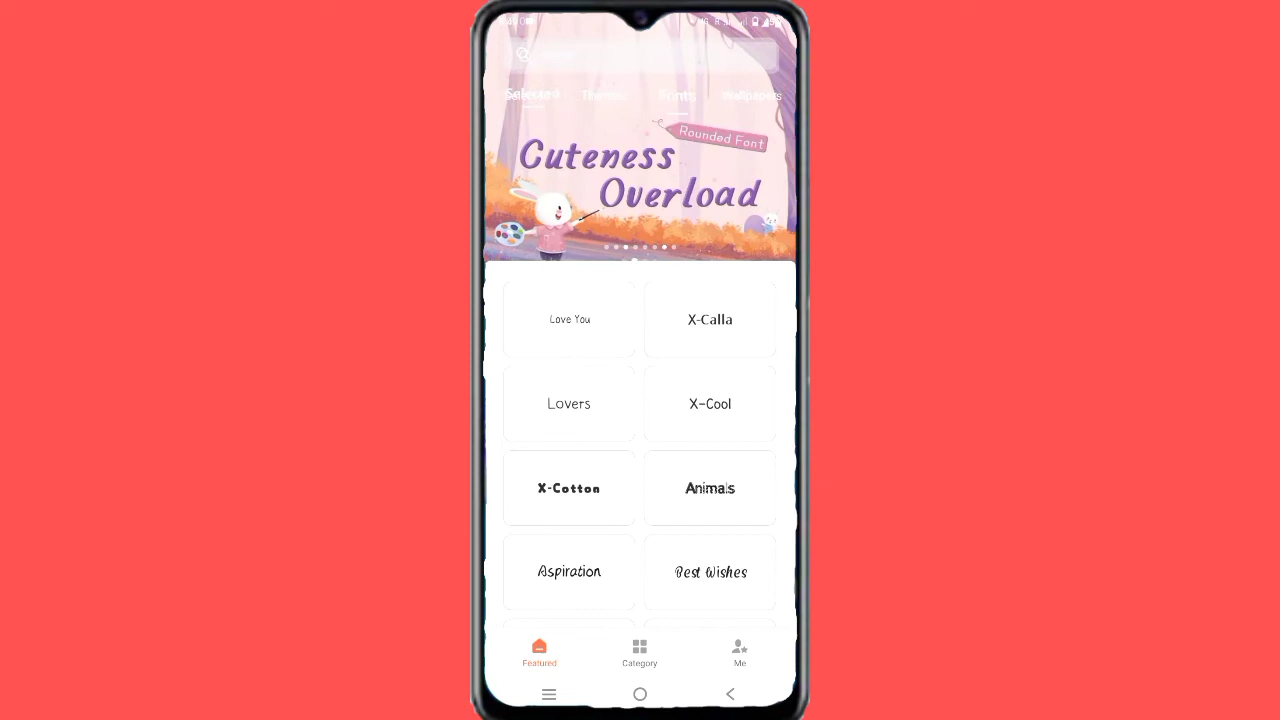 Selected Themes Fonts Wallpapers
Rounded Font
Cuteness
Overload
Love You X-Calla
Lovers X-Cool
X-Cotton Animals
Aspiration Best Wishes
Featured Category Me